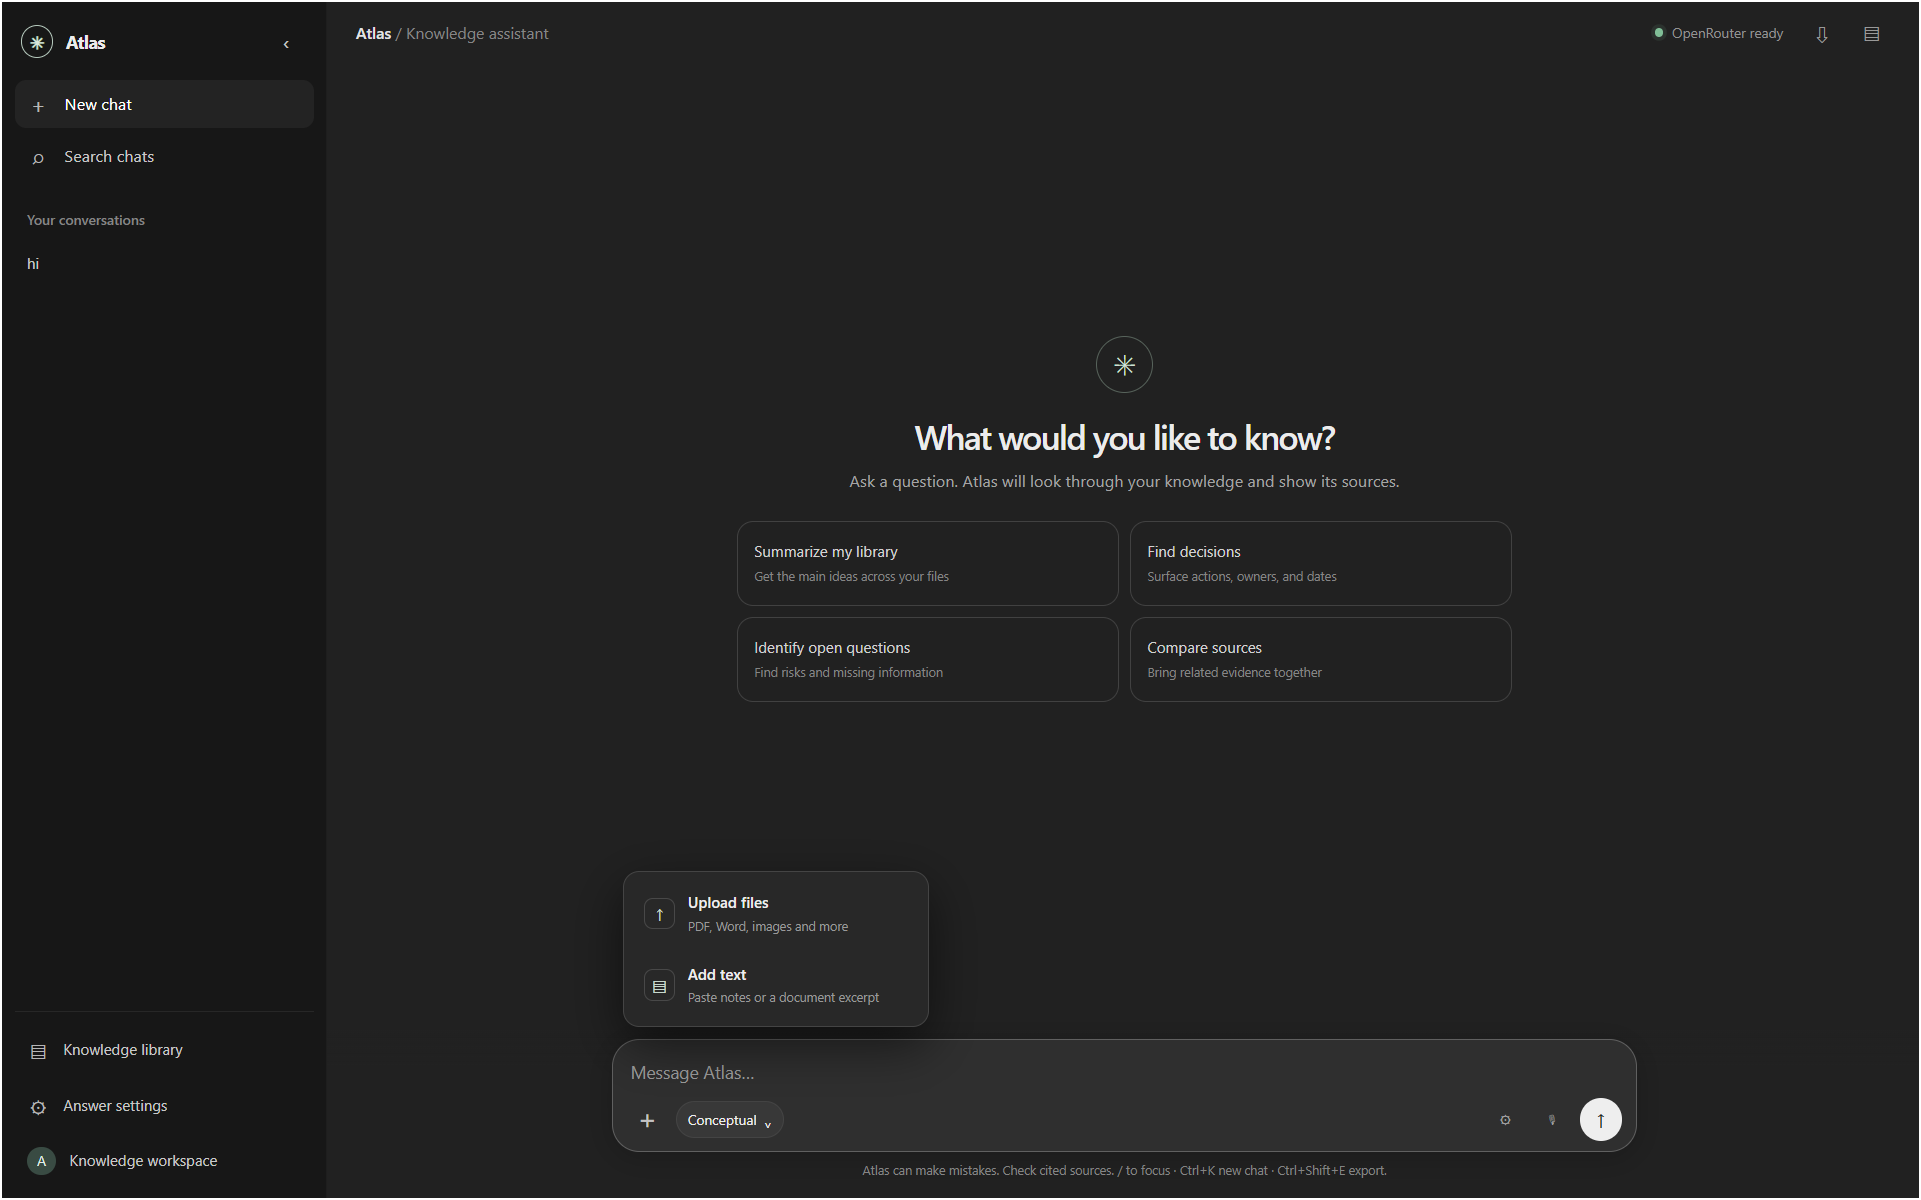 Atlas
New chat
Search chats
Your conversations
hi
Knowledge library
Answer settings
A
Knowledge workspace
Atlas / Knowledge assistant
OpenRouter ready
What would you like to know?
Ask a question. Atlas will look through your knowledge and show its sources.
Summarize my library
Get the main ideas across your files
Find decisions
Surface actions, owners, and dates
Identify open questions
Find risks and missing information
Compare sources
Bring related evidence together
Upload files
PDF, Word, images and more
Add text
Paste notes or a document excerpt
Message Atlas...
Conceptual
Atlas can make mistakes. Check cited sources. / to focus · Ctrl+K new chat · Ctrl+Shift+E export.